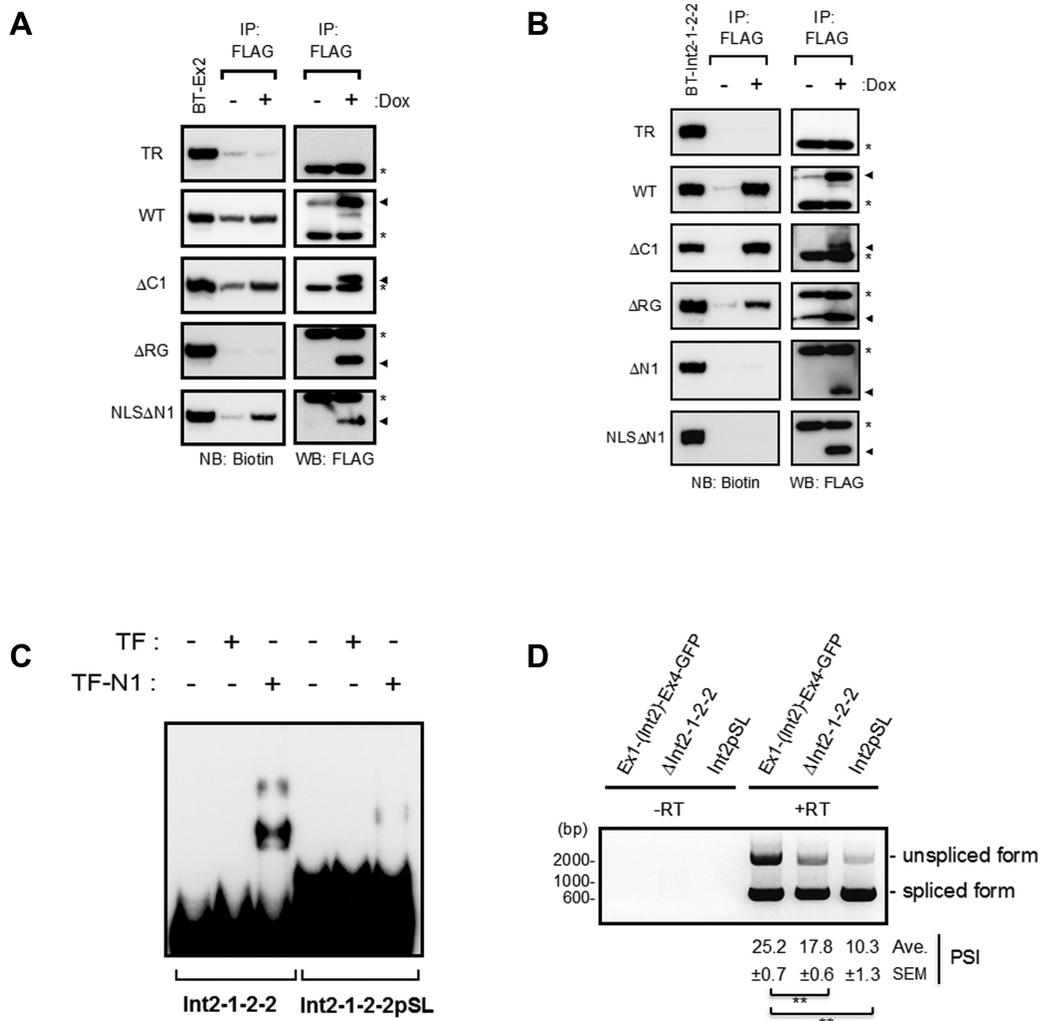 A
IP:
FLAG
IP:
FLAG
BT-Ex2
- + - + :Dox
TR *
WT ◄ *
ΔC1 ◄ *
ΔRG * ◄
NLSΔN1 * ◄
NB: Biotin WB: FLAG
B
IP:
FLAG
IP:
FLAG
BT-Int2-1-2-2
- + - + :Dox
TR *
WT ◄ *
ΔC1 ◄ *
ΔRG * ◄
ΔN1 * ◄
NLSΔN1 * ◄
NB: Biotin WB: FLAG
C
TF : - + - - + -
TF-N1 : - - + - - +
Int2-1-2-2 Int2-1-2-2pSL
D
Ex1-(Int2)-Ex4-GFP
ΔInt2-1-2-2
Int2pSL
Ex1-(Int2)-Ex4-GFP
ΔInt2-1-2-2
Int2pSL
-RT +RT
(bp)
2000-
1000-
600-
- unspliced form
- spliced form
25.2 17.8 10.3 Ave.
±0.7 ±0.6 ±1.3 SEM
PSI
**
**